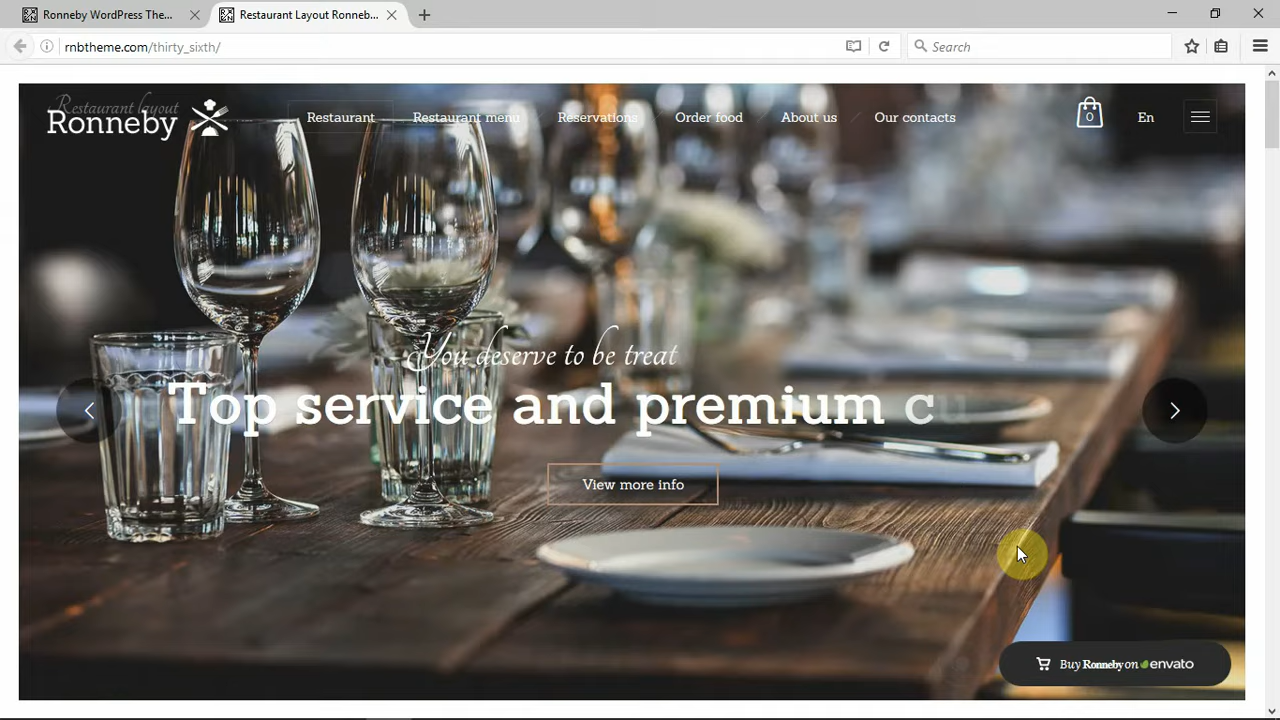 Ronneby WordPress The...
Restaurant Layout Ronneb...
rnbtheme.com/thirty_sixth/
Search
Restaurant layout
Ronneby
Restaurant
Restaurant menu
Reservations
Order food
About us
Our contacts
0
En
You deserve to be treat
Top service and premium cu
View more info
Buy Ronneby on envato